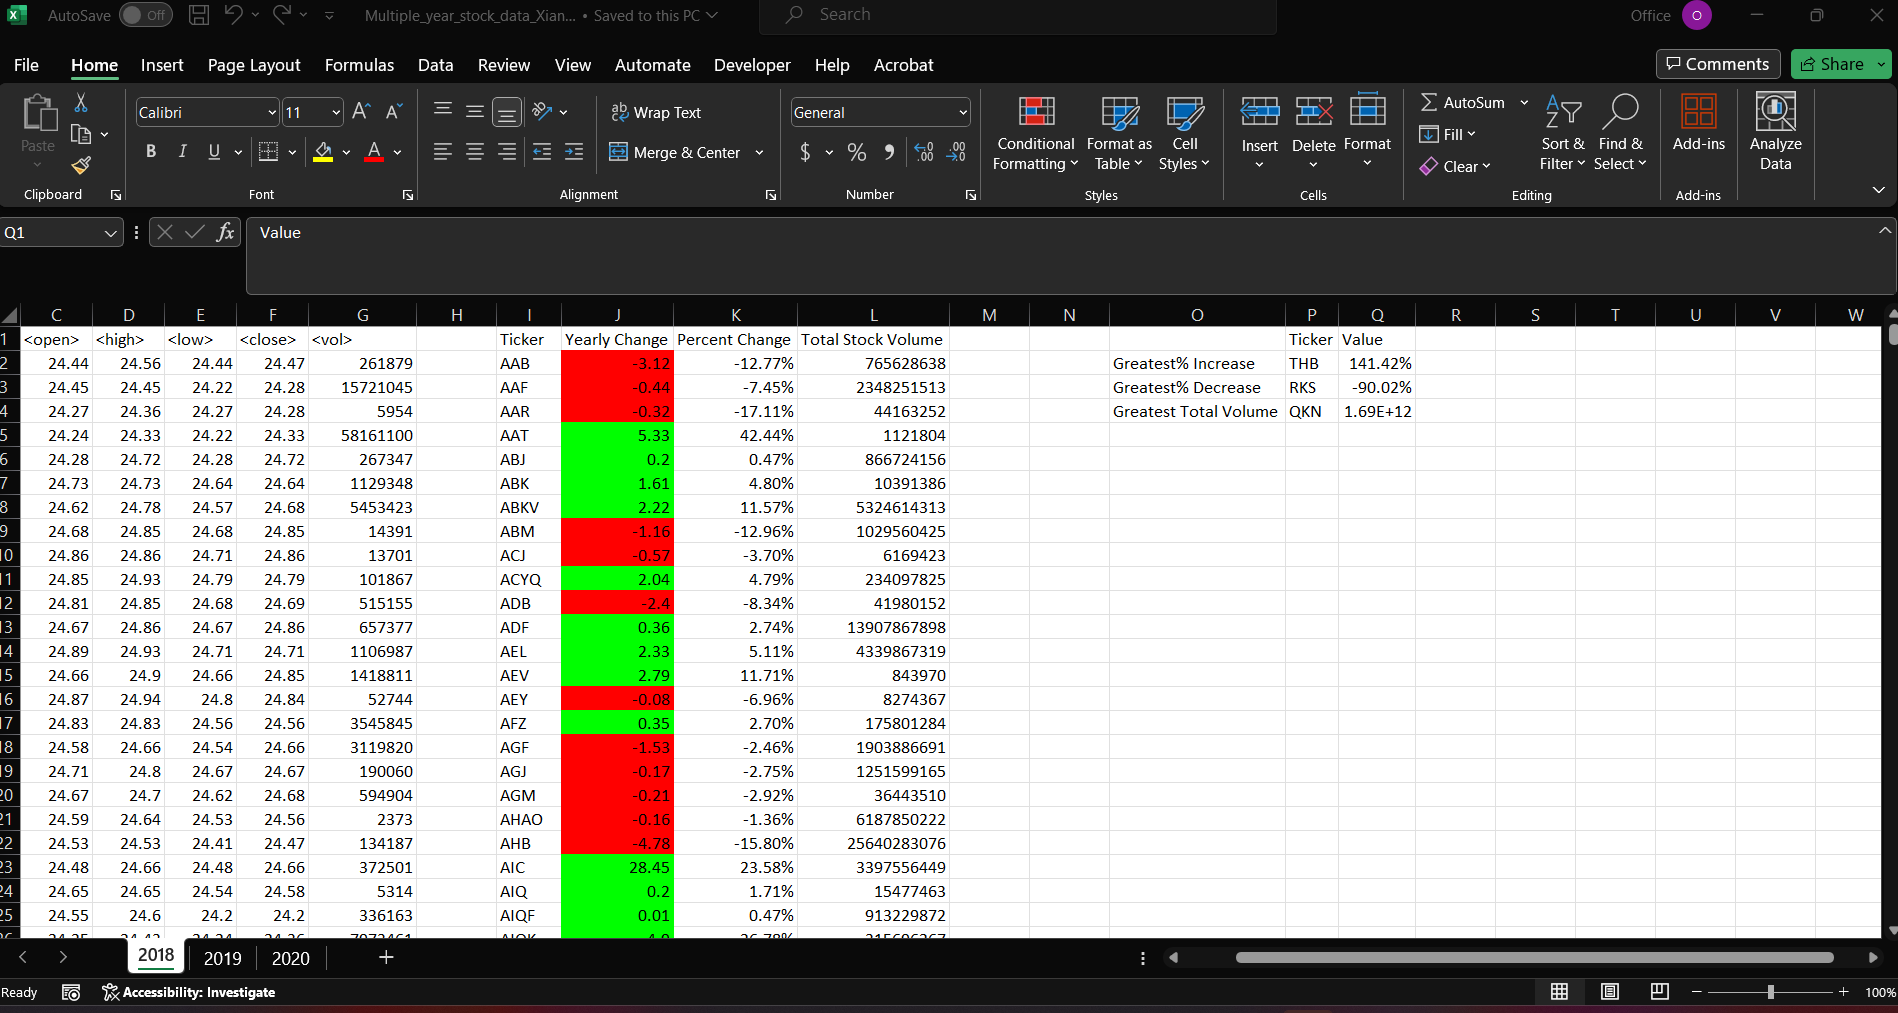 AutoSave Off Multiple_year_stock_data_Xian... • Saved to this PC Search Office O
File Home Insert Page Layout Formulas Data Review View Automate Developer Help Acrobat Comments Share
Paste Calibri 11 Wrap Text General Conditional Formatting Format as Table Cell Styles Insert Delete Format AutoSum Fill Clear Sort & Filter Find & Select Add-ins Analyze Data
B I U A Merge & Center $ % 9
Clipboard Font Alignment Number Styles Cells Editing Add-ins
Q1 fx Value
C D E F G H I J K L M N O P Q R S T U V W
1 <open> <high> <low> <close> <vol> Ticker Yearly Change Percent Change Total Stock Volume Ticker Value
2 24.44 24.56 24.44 24.47 261879 AAB -3.12 -12.77% 765628638 Greatest% Increase THB 141.42%
3 24.45 24.45 24.22 24.28 15721045 AAF -0.44 -7.45% 2348251513 Greatest% Decrease RKS -90.02%
4 24.27 24.36 24.27 24.28 5954 AAR -0.32 -17.11% 44163252 Greatest Total Volume QKN 1.69E+12
5 24.24 24.33 24.22 24.33 58161100 AAT 5.33 42.44% 1121804
6 24.28 24.72 24.28 24.72 267347 ABJ 0.2 0.47% 866724156
7 24.73 24.73 24.64 24.64 1129348 ABK 1.61 4.80% 10391386
8 24.62 24.78 24.57 24.68 5453423 ABKV 2.22 11.57% 5324614313
9 24.68 24.85 24.68 24.85 14391 ABM -1.16 -12.96% 1029560425
10 24.86 24.86 24.71 24.86 13701 ACJ -0.57 -3.70% 6169423
11 24.85 24.93 24.79 24.79 101867 ACYQ 2.04 4.79% 234097825
12 24.81 24.85 24.68 24.69 515155 ADB -2.4 -8.34% 41980152
13 24.67 24.86 24.67 24.86 657377 ADF 0.36 2.74% 13907867898
14 24.89 24.93 24.71 24.71 1106987 AEL 2.33 5.11% 4339867319
15 24.66 24.9 24.66 24.85 1418811 AEV 2.79 11.71% 843970
16 24.87 24.94 24.8 24.84 52744 AEY -0.08 -6.96% 8274367
17 24.83 24.83 24.56 24.56 3545845 AFZ 0.35 2.70% 175801284
18 24.58 24.66 24.54 24.66 3119820 AGF -1.53 -2.46% 1903886691
19 24.71 24.8 24.67 24.67 190060 AGJ -0.17 -2.75% 1251599165
20 24.67 24.7 24.62 24.68 594904 AGM -0.21 -2.92% 36443510
21 24.59 24.64 24.53 24.56 2373 AHAO -0.16 -1.36% 6187850222
22 24.53 24.53 24.41 24.47 134187 AHB -4.78 -15.80% 25640283076
23 24.48 24.66 24.48 24.66 372501 AIC 28.45 23.58% 3397556449
24 24.65 24.65 24.54 24.58 5314 AIQ 0.2 1.71% 15477463
25 24.55 24.6 24.2 24.2 336163 AIQF 0.01 0.47% 913229872
2018 2019 2020
Ready Accessibility: Investigate 100%